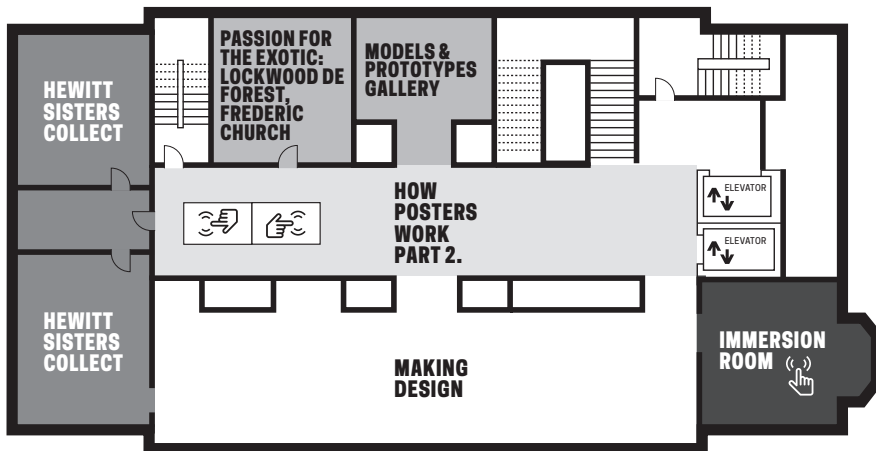 HEWITT
SISTERS
COLLECT
PASSION FOR
THE EXOTIC:
LOCKWOOD DE
FOREST,
FREDERIC
CHURCH
MODELS &
PROTOTYPES
GALLERY
HOW
POSTERS
WORK
PART 2.
ELEVATOR
ELEVATOR
HEWITT
SISTERS
COLLECT
MAKING
DESIGN
IMMERSION
ROOM